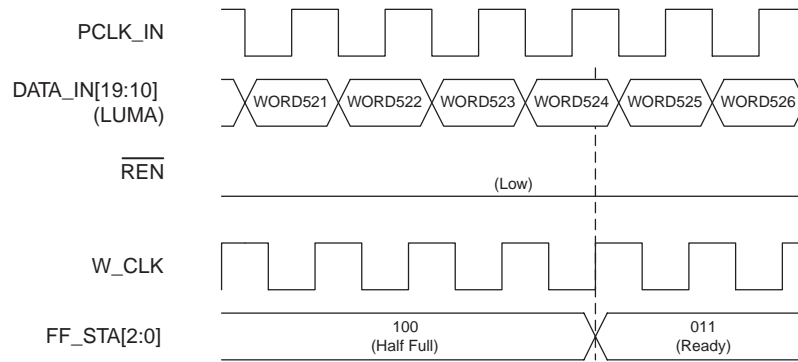 PCLK_IN
DATA_IN[19:10]
(LUMA)
WORD521 WORD522 WORD523 WORD524 WORD525 WORD526
REN
(Low)
W_CLK
FF_STA[2:0]
100
(Half Full)
011
(Ready)